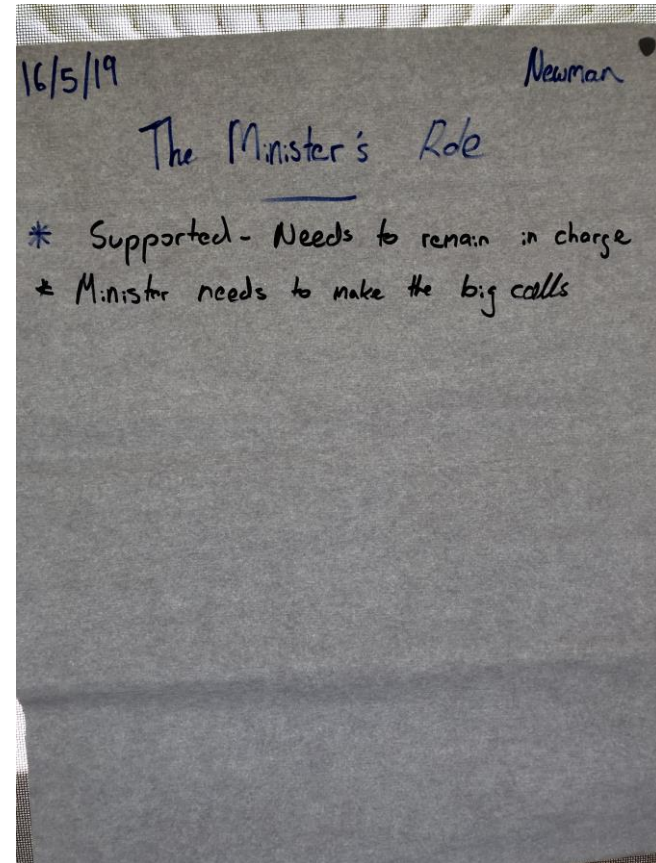 16/5/19 Newman
The Minister's Role
* Supported - Needs to remain in charge
* Minister needs to make the big calls